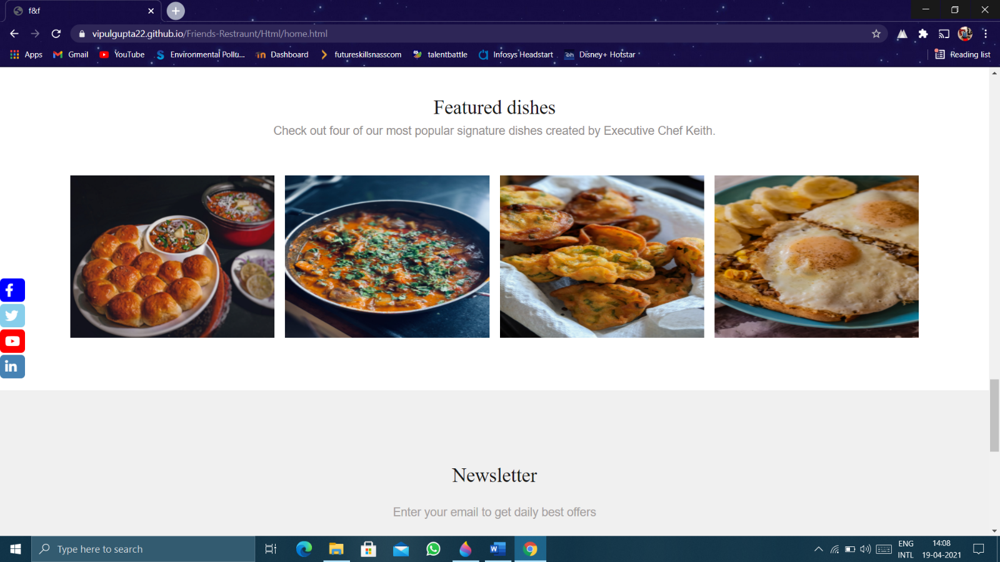 f&f
vipulgupta22.github.io/Friends-Restraunt/Html/home.html
Apps Gmail YouTube Environmental Pollu... Dashboard futureskillsnasscom talentbattle Infosys Headstart Disney+ Hotstar Reading list
Featured dishes
Check out four of our most popular signature dishes created by Executive Chef Keith.
Newsletter
Enter your email to get daily best offers
Type here to search
ENG 14:08
INTL 19-04-2021